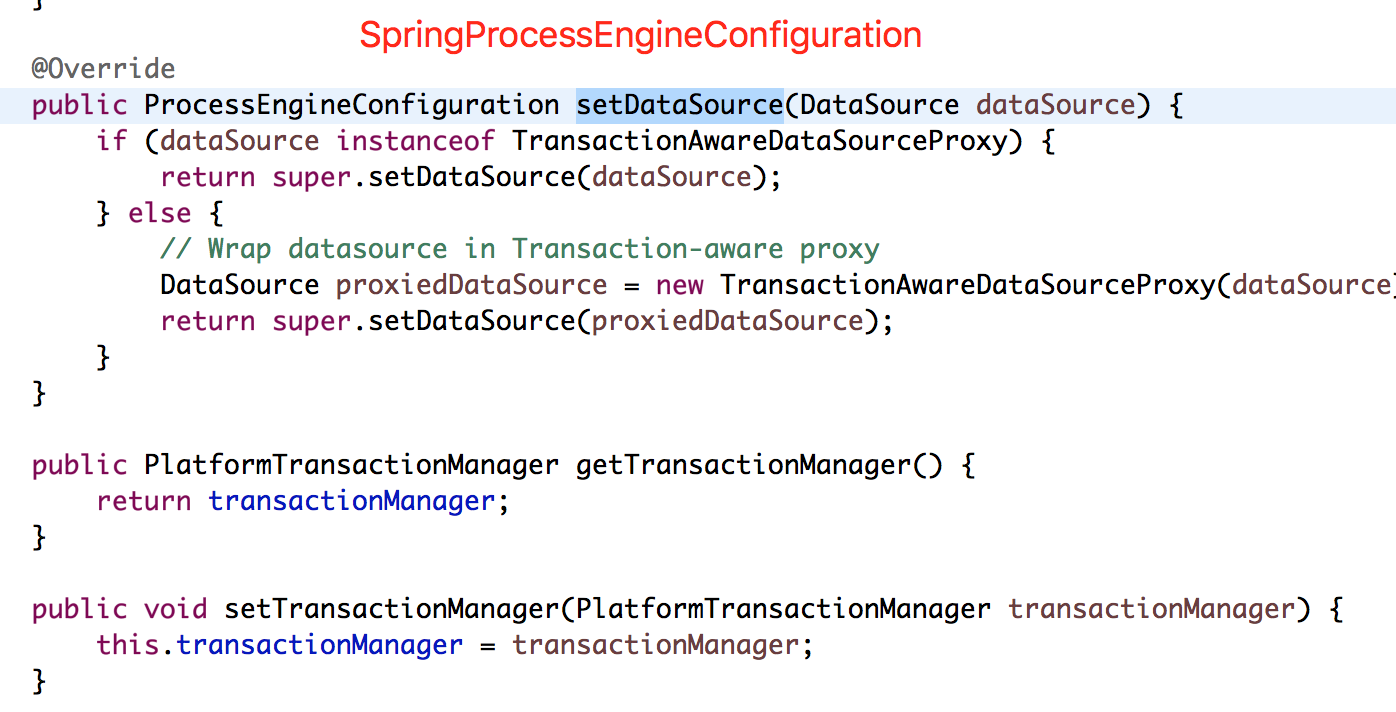 }
SpringProcessEngineConfiguration
@Override
public ProcessEngineConfiguration setDataSource(DataSource dataSource) {
    if (dataSource instanceof TransactionAwareDataSourceProxy) {
        return super.setDataSource(dataSource);
    } else {
        // Wrap datasource in Transaction-aware proxy
        DataSource proxiedDataSource = new TransactionAwareDataSourceProxy(dataSource)
        return super.setDataSource(proxiedDataSource);
    }
}
public PlatformTransactionManager getTransactionManager() {
    return transactionManager;
}
public void setTransactionManager(PlatformTransactionManager transactionManager) {
    this.transactionManager = transactionManager;
}